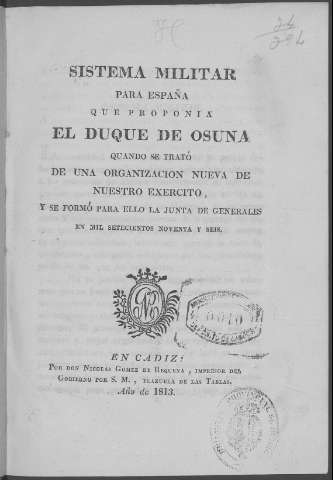 24
294
SISTEMA MILITAR
PARA ESPAÑA
QUE PROPONIA
EL DUQUE DE OSUNA
QUANDO SE TRATÓ
DE UNA ORGANIZACION NUEVA DE
NUESTRO EXERCITO,
Y SE FORMÓ PARA ELLO LA JUNTA DE GENERALES
EN MIL SETECIENTOS NOVENTA Y SEIS.
EN CADIZ:
POR DON NICOLAS GOMEZ DE REQUENA, IMPRESOR DEL
GOBIERNO POR S. M., PLAZUELA DE LAS TABLAS.
Año de 1813.